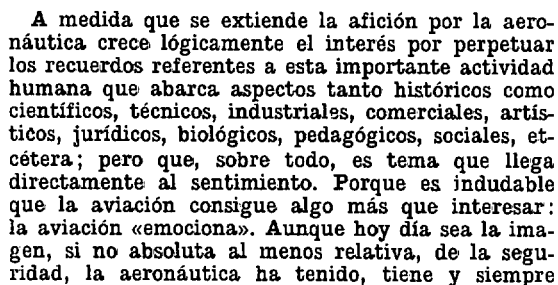 A medida que se extiende la afición por la aero-
náutica crece lógicamente el interés por perpetuar
los recuerdos referentes a esta importante actividad
humana que abarca aspectos tanto históricos como
científicos, técnicos, industriales, comerciales, artís-
ticos, jurídicos, biológicos, pedagógicos, sociales, et-
cétera; pero que, sobre todo, es tema que llega
directamente al sentimiento. Porque es indudable
que la aviación consigue algo más que interesar:
la aviación «emociona». Aunque hoy día sea la ima-
gen, si no absoluta al menos relativa, de la segu-
ridad, la aeronáutica ha tenido, tiene y siempre